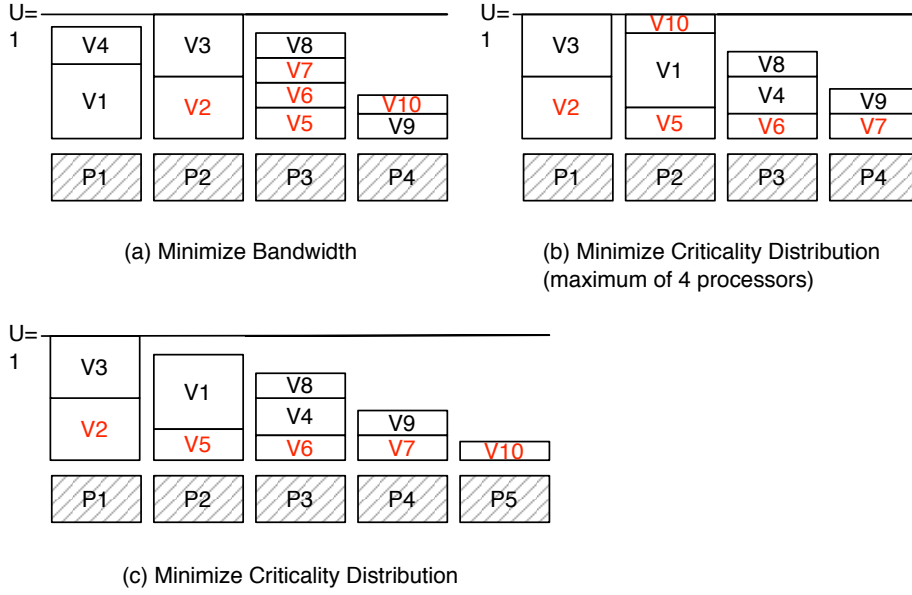 U=
1
V4
V1
V3
V2
V8
V7
V6
V5
V10
V9
P1
P2
P3
P4
(a) Minimize Bandwidth
U=
1
V3
V2
V10
V1
V5
V8
V4
V6
V9
V7
P1
P2
P3
P4
(b) Minimize Criticality Distribution
(maximum of 4 processors)
U=
1
V3
V2
V1
V5
V8
V4
V6
V9
V7
V10
P1
P2
P3
P4
P5
(c) Minimize Criticality Distribution